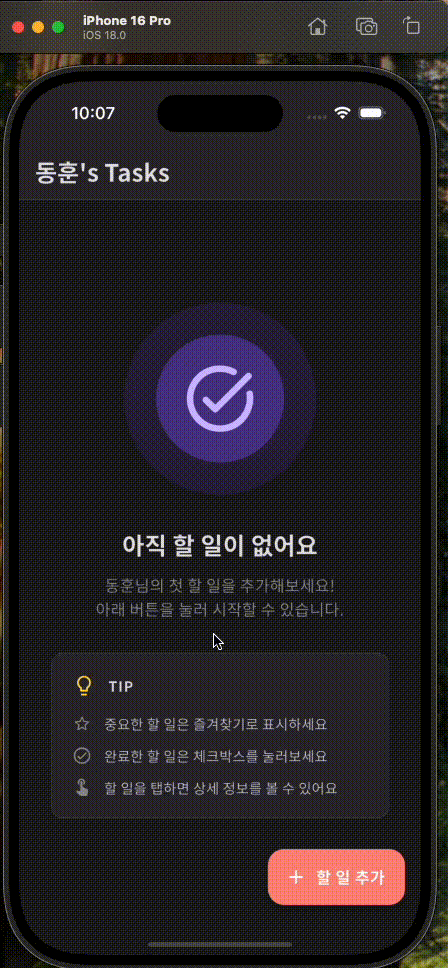 iPhone 16 Pro
iOS 18.0
10:07
동훈's Tasks
아직 할 일이 없어요
동훈님의 첫 할 일을 추가해보세요!
아래 버튼을 눌러 시작할 수 있습니다.
TIP
중요한 할 일은 즐겨찾기로 표시하세요
완료한 할 일은 체크박스를 눌러보세요
할 일을 탭하면 상세 정보를 볼 수 있어요
+ 할 일 추가